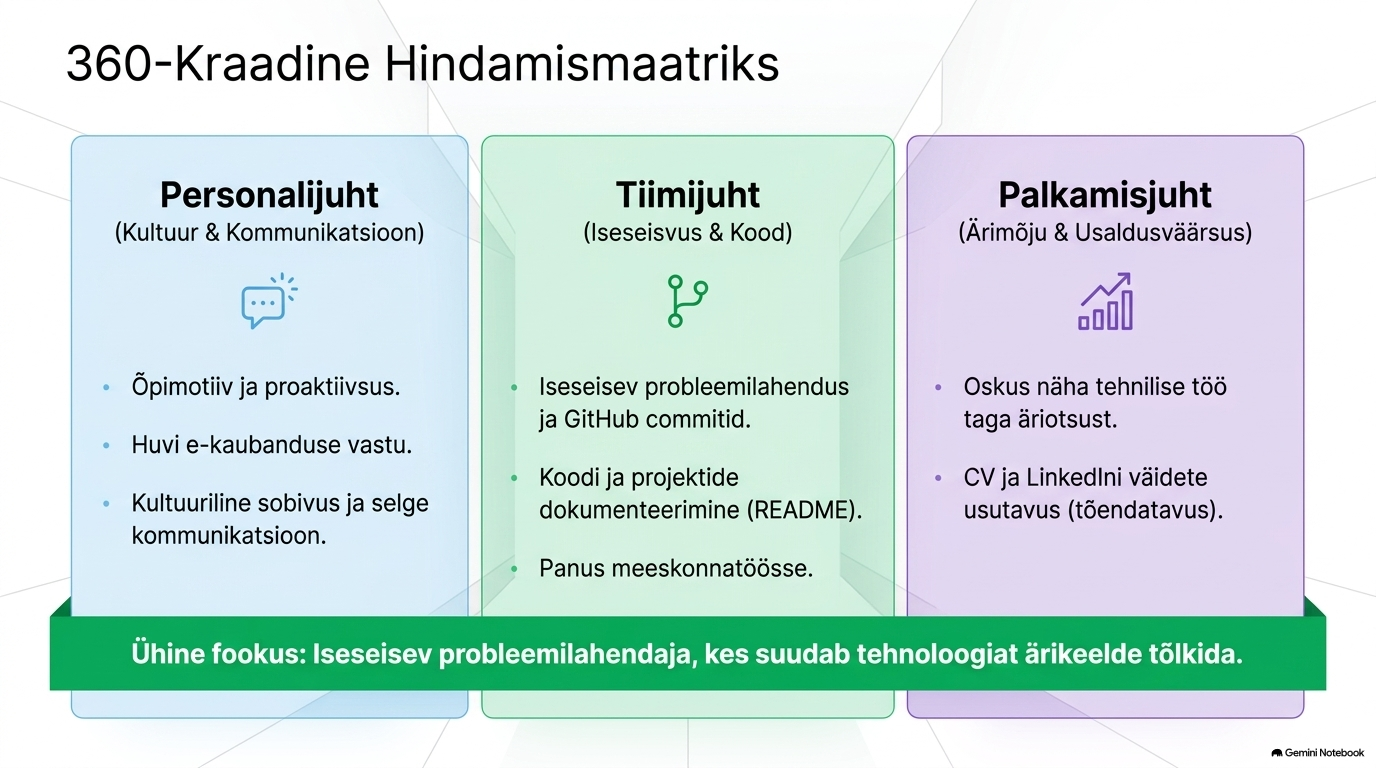 360-Kraadine Hindamismaatriks
Personalijuht
(Kultuur & Kommunikatsioon)
• Õpimotiiv ja proaktiivsus.
• Huvi e-kaubanduse vastu.
• Kultuuriline sobivus ja selge
kommunikatsioon.
Tiimijuht
(Iseseisvus & Kood)
• Iseseisev probleemilahendus
ja GitHub commitid.
• Koodi ja projektide
dokumenteerimine (README).
• Panus meeskonnatöösse.
Palkamisjuht
(Ärimõju & Usaldusväärsus)
• Oskus näha tehnilise töö
taga äriotsust.
• CV ja LinkedIni väidete
usutavus (tõendatavus).
Ühine fookus: Iseseisev probleemilahendaja, kes suudab tehnoloogiat ärikeelde tõlkida.
Gemini Notebook